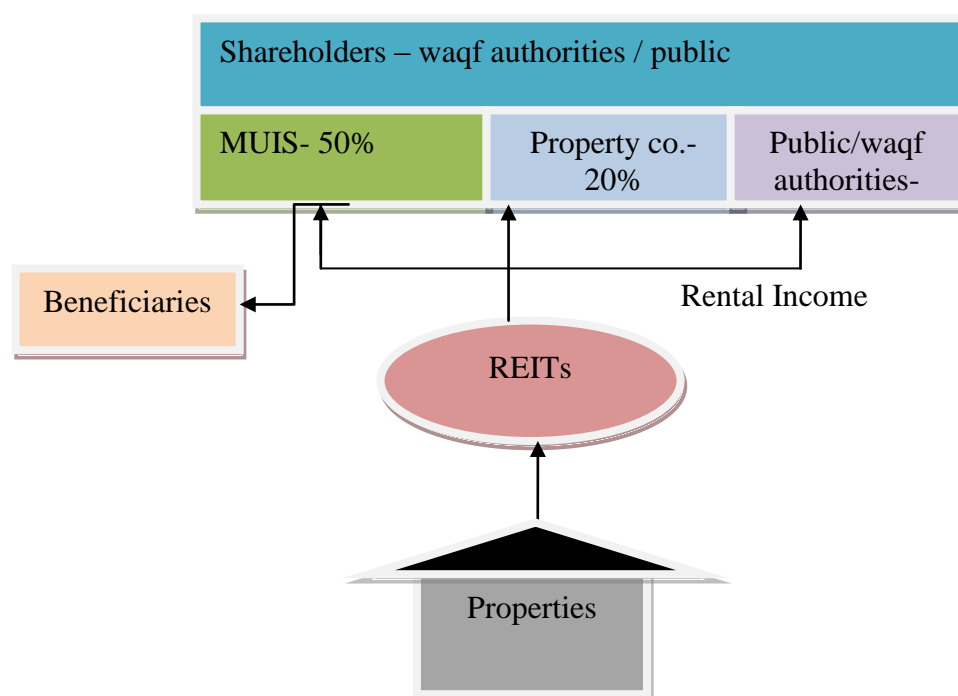 Shareholders – waqf authorities / public
MUIS- 50%
Property co.-
20%
Public/waqf
authorities-
Beneficiaries
Rental Income
REITs
Properties